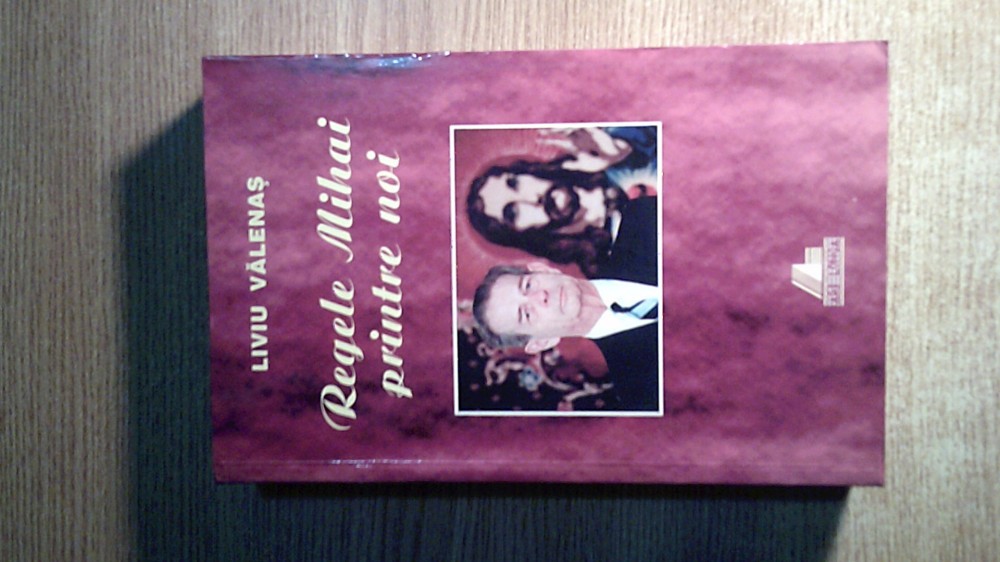 LIVIU VĂLENAȘ
Regele Mihai
printre noi